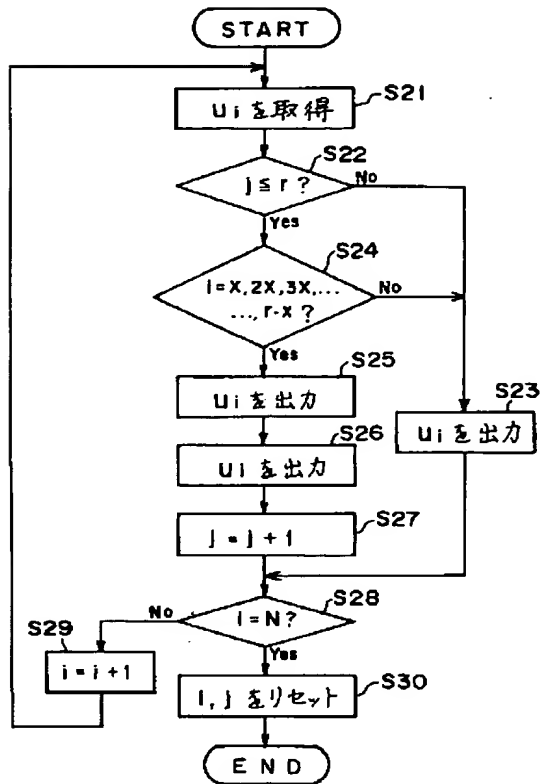 START
S21
Uiを取得
S22
j≦r?
No
Yes
S24
i=X,2X,3X,...
...,r·x?
No
Yes
S25
Uiを出力
S23
Uiを出力
S26
Uiを出力
S27
j=j+1
S28
i=N?
No
Yes
S29
i=i+1
S30
i,jをリセット
END